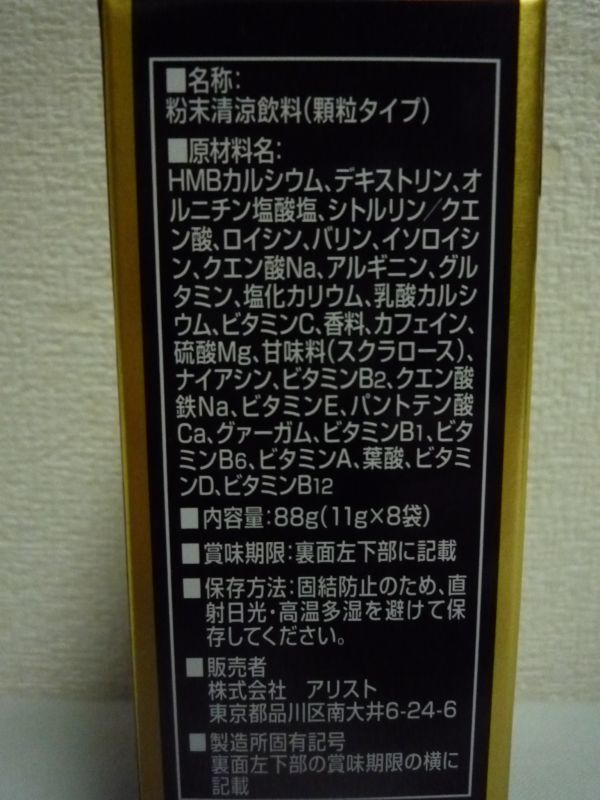 ■名称：
粉末清涼飲料(顆粒タイプ)
■原材料名：
HMBカルシウム、デキストリン、オ
ルニチン塩酸塩、シトルリン／クエ
ン酸、ロイシン、バリン、イソロイシ
ン、クエン酸Na、アルギニン、グル
タミン、塩化カリウム、乳酸カルシ
ウム、ビタミンC、香料、カフェイン、
硫酸Mg、甘味料(スクラロース)、
ナイアシン、ビタミンB2、クエン酸
鉄Na、ビタミンE、パントテン酸
Ca、グァーガム、ビタミンB1、ビタ
ミンB6、ビタミンA、葉酸、ビタミ
ンD、ビタミンB12
■内容量：88g(11g×8袋)
■賞味期限：裏面左下部に記載
■保存方法：固結防止のため、直
射日光・高温多湿を避けて保
存してください。
■販売者
株式会社　アリスト
東京都品川区南大井6-24-6
■製造所固有記号
裏面左下部の賞味期限の横に
記載